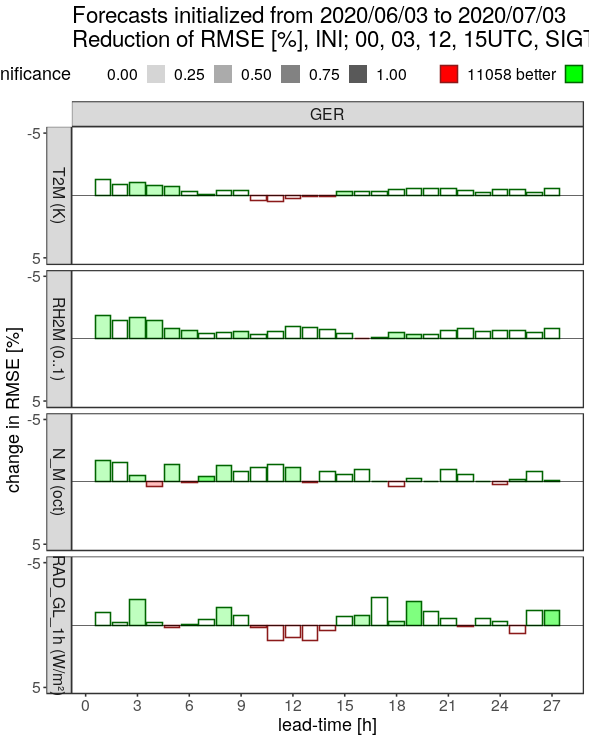 Forecasts initialized from 2020/06/03 to 2020/07/03
Reduction of RMSE [%], INI; 00, 03, 12, 15UTC, SIGT
nificance 0.00 0.25 0.50 0.75 1.00 11058 better
GER
-5
T2M (K)
5
-5
RH2M (0..1)
5
-5
N_M (oct)
5
-5
RAD_GL_1h (W/m²)
5
change in RMSE [%]
0 3 6 9 12 15 18 21 24 27
lead-time [h]